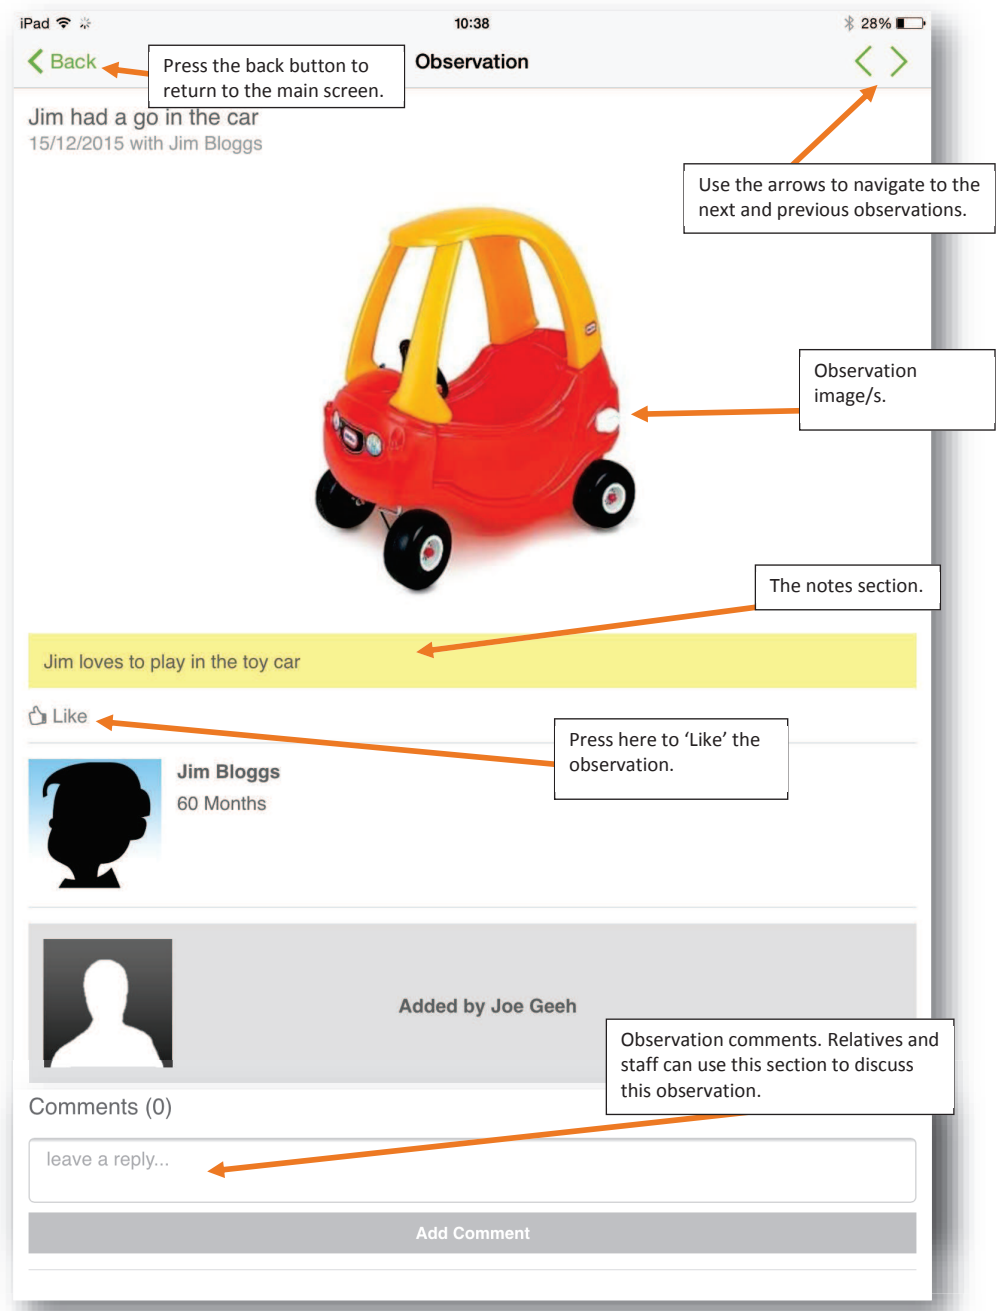 iPad
10:38
28%
Back
Press the back button to
return to the main screen.
Observation
Jim had a go in the car
15/12/2015 with Jim Bloggs
Use the arrows to navigate to the
next and previous observations.
Observation
image/s.
The notes section.
Jim loves to play in the toy car
Like
Press here to ‘Like’ the
observation.
Jim Bloggs
60 Months
Added by Joe Geeh
Observation comments. Relatives and
staff can use this section to discuss
this observation.
Comments (0)
leave a reply...
Add Comment